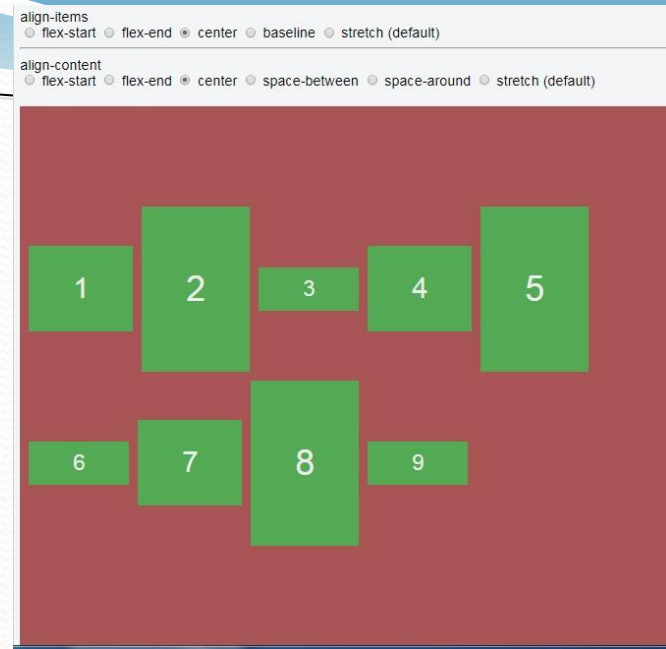 align-items
flex-start flex-end center baseline stretch (default)
align-content
flex-start flex-end center space-between space-around stretch (default)
1 2 3 4 5
6 7 8 9